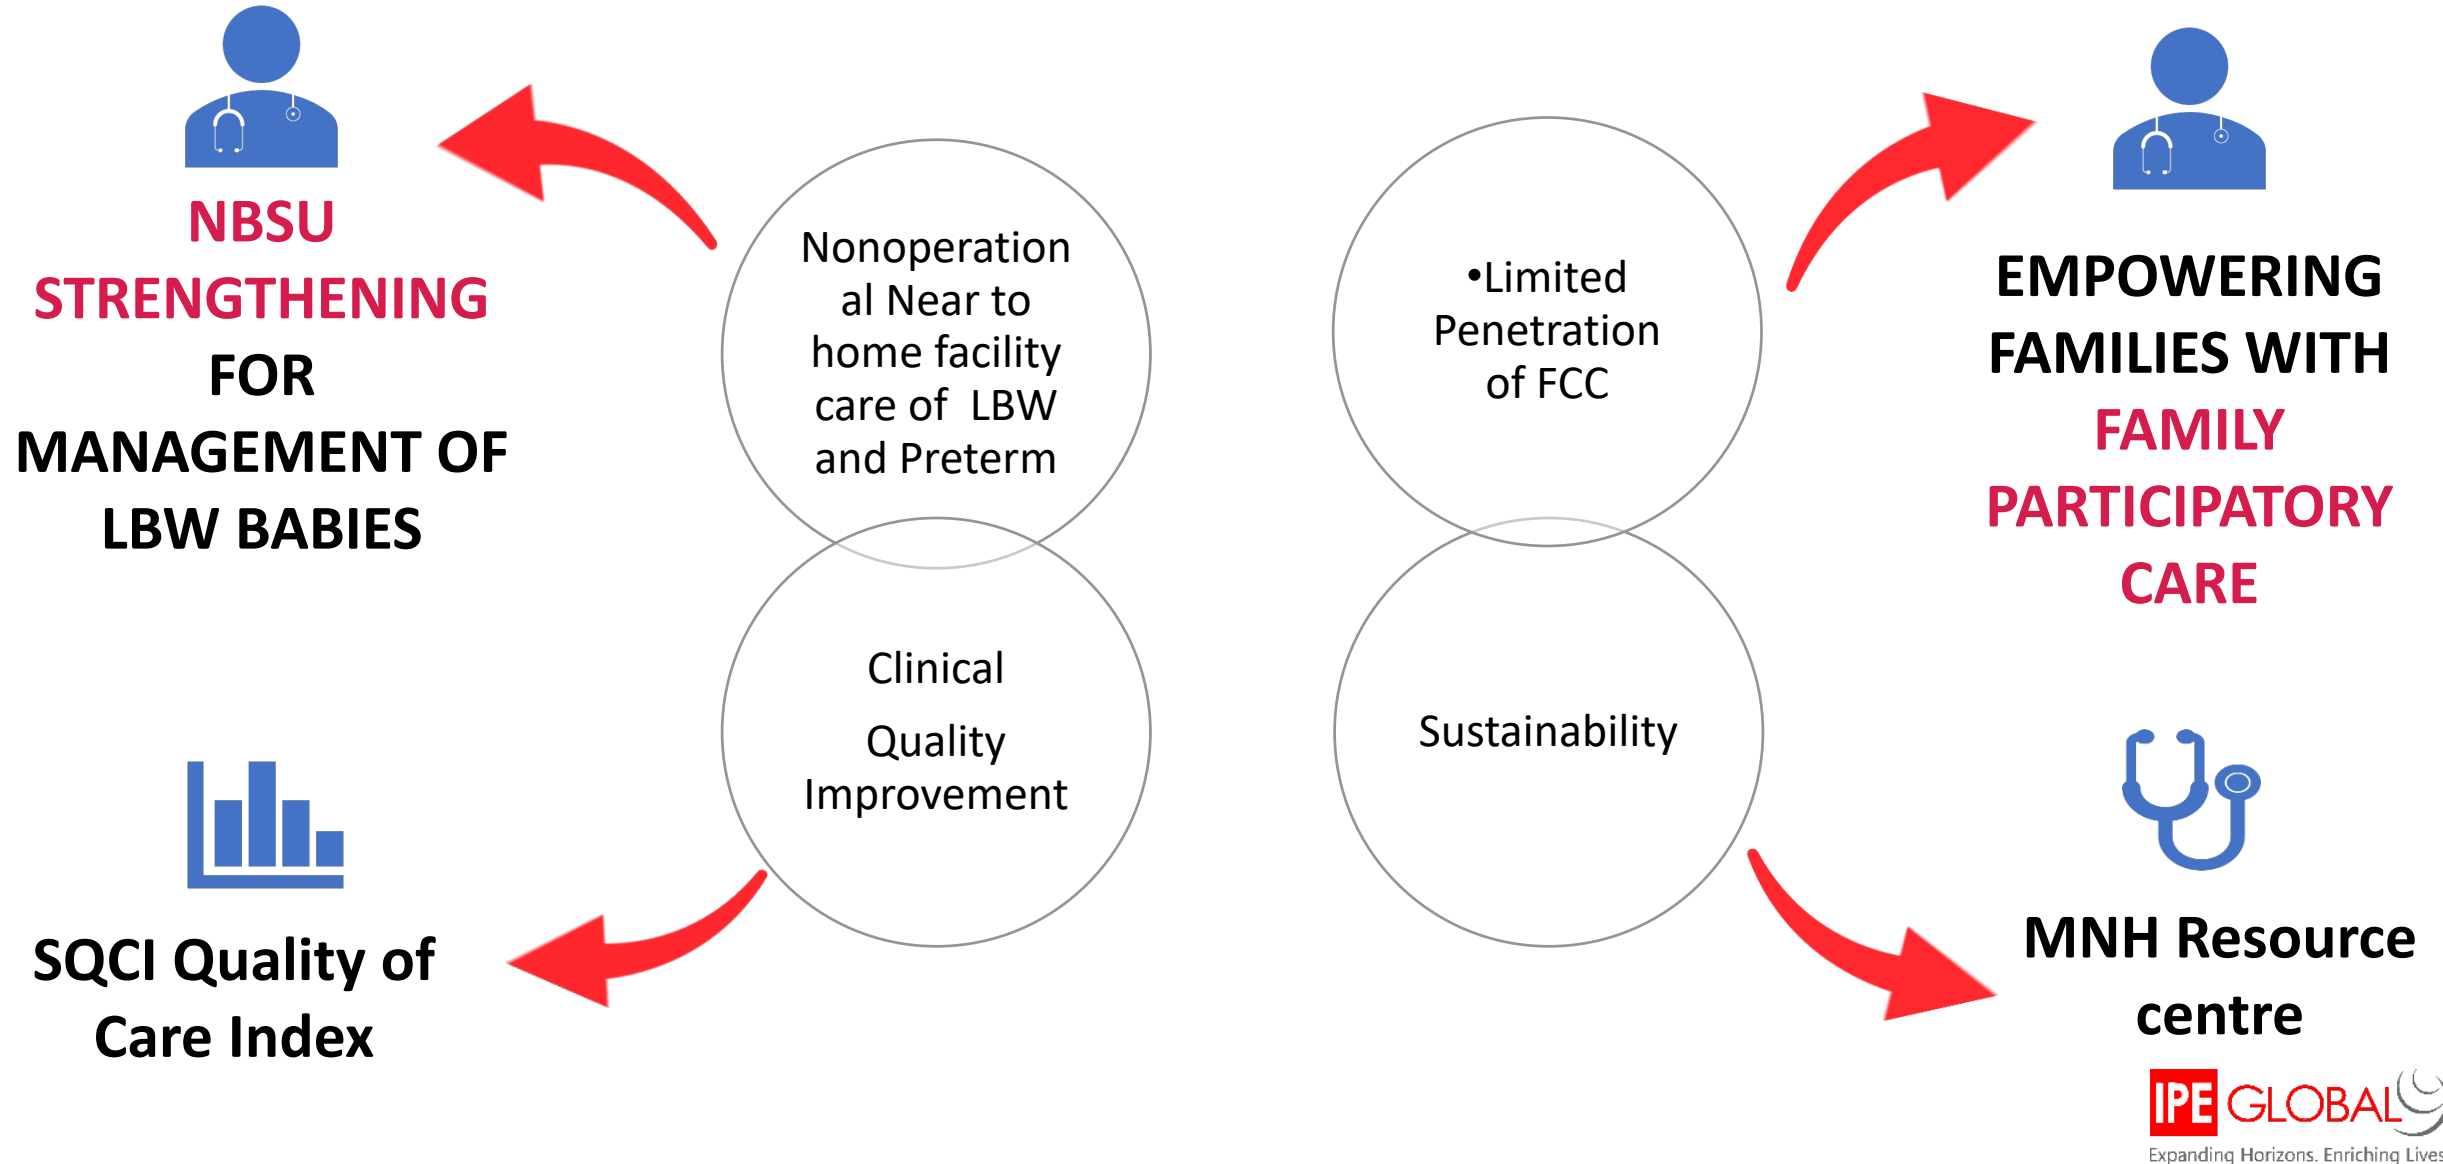 NBSU
STRENGTHENING
FOR
MANAGEMENT OF
LBW BABIES
Nonoperation
al Near to
home facility
care of LBW
and Preterm
•Limited
Penetration
of FCC
EMPOWERING
FAMILIES WITH
FAMILY
PARTICIPATORY
CARE
Clinical
Quality
Improvement
Sustainability
SQCI Quality of
Care Index
MNH Resource
centre
IPE GLOBAL
Expanding Horizons. Enriching Lives